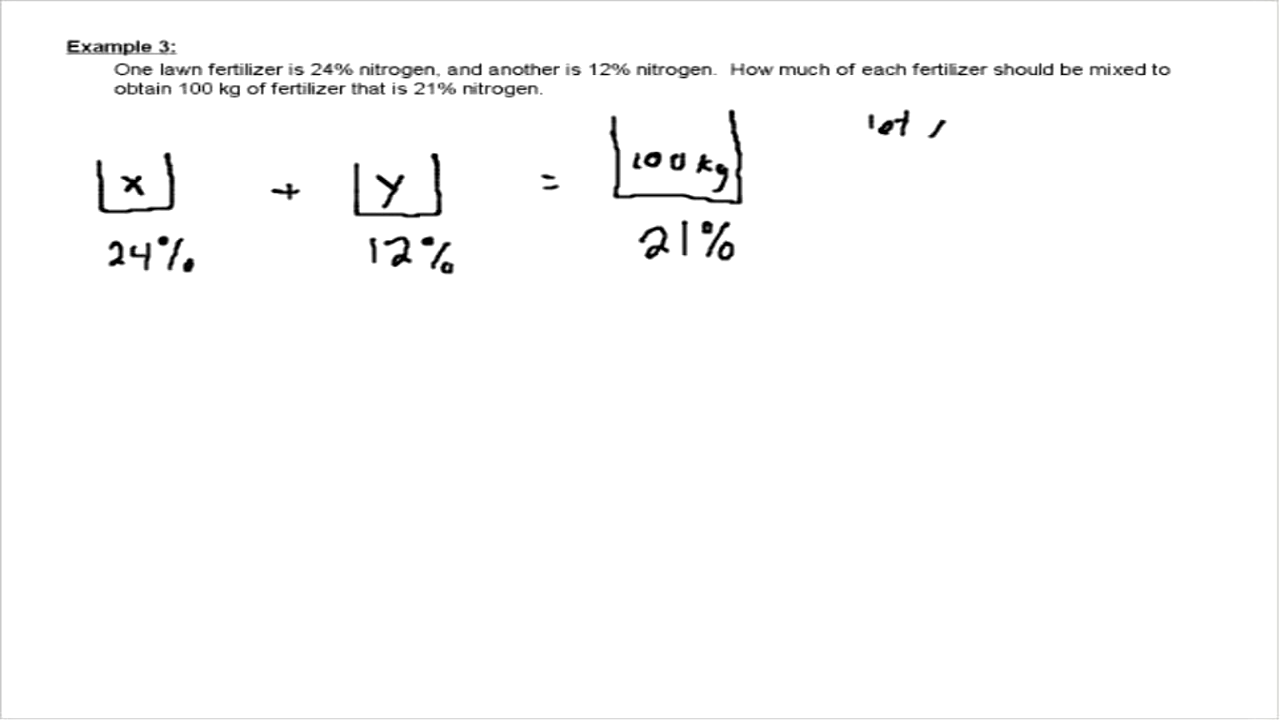 Example 3:
One lawn fertilizer is 24% nitrogen, and another is 12% nitrogen. How much of each fertilizer should be mixed to
obtain 100 kg of fertilizer that is 21% nitrogen.
let
x + y = 100 kg
24% 12% 21%